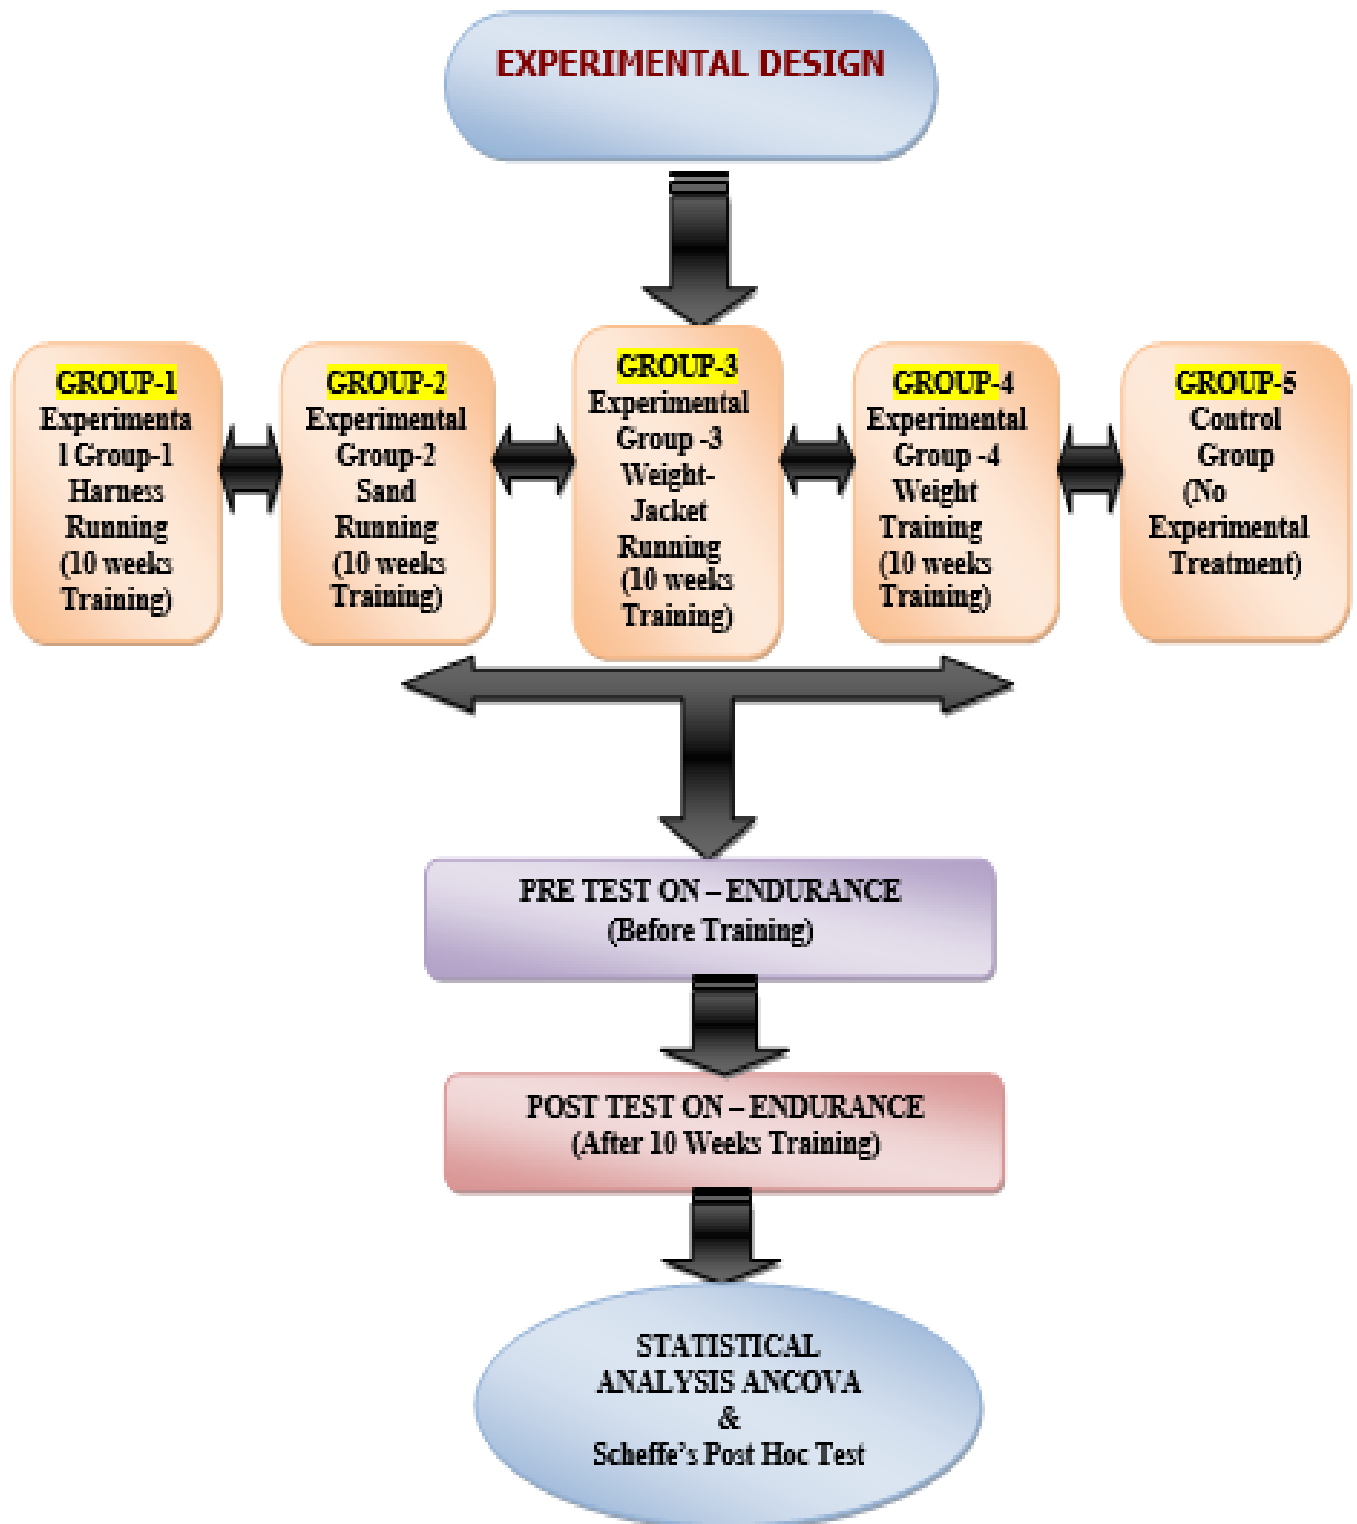 EXPERIMENTAL DESIGN
GROUP-1
Experimenta
l Group-1
Harness
Running
(10 weeks
Training)
GROUP-2
Experimental
Group-2
Sand
Running
(10 weeks
Training)
GROUP-3
Experimental
Group -3
Weight-
Jacket
Running
(10 weeks
Training)
GROUP-4
Experimental
Group -4
Weight
Training
(10 weeks
Training)
GROUP-5
Control
Group
(No
Experimental
Treatment)
PRE TEST ON – ENDURANCE
(Before Training)
POST TEST ON – ENDURANCE
(After 10 Weeks Training)
STATISTICAL
ANALYSIS ANCOVA
&
Scheffe’s Post Hoc Test